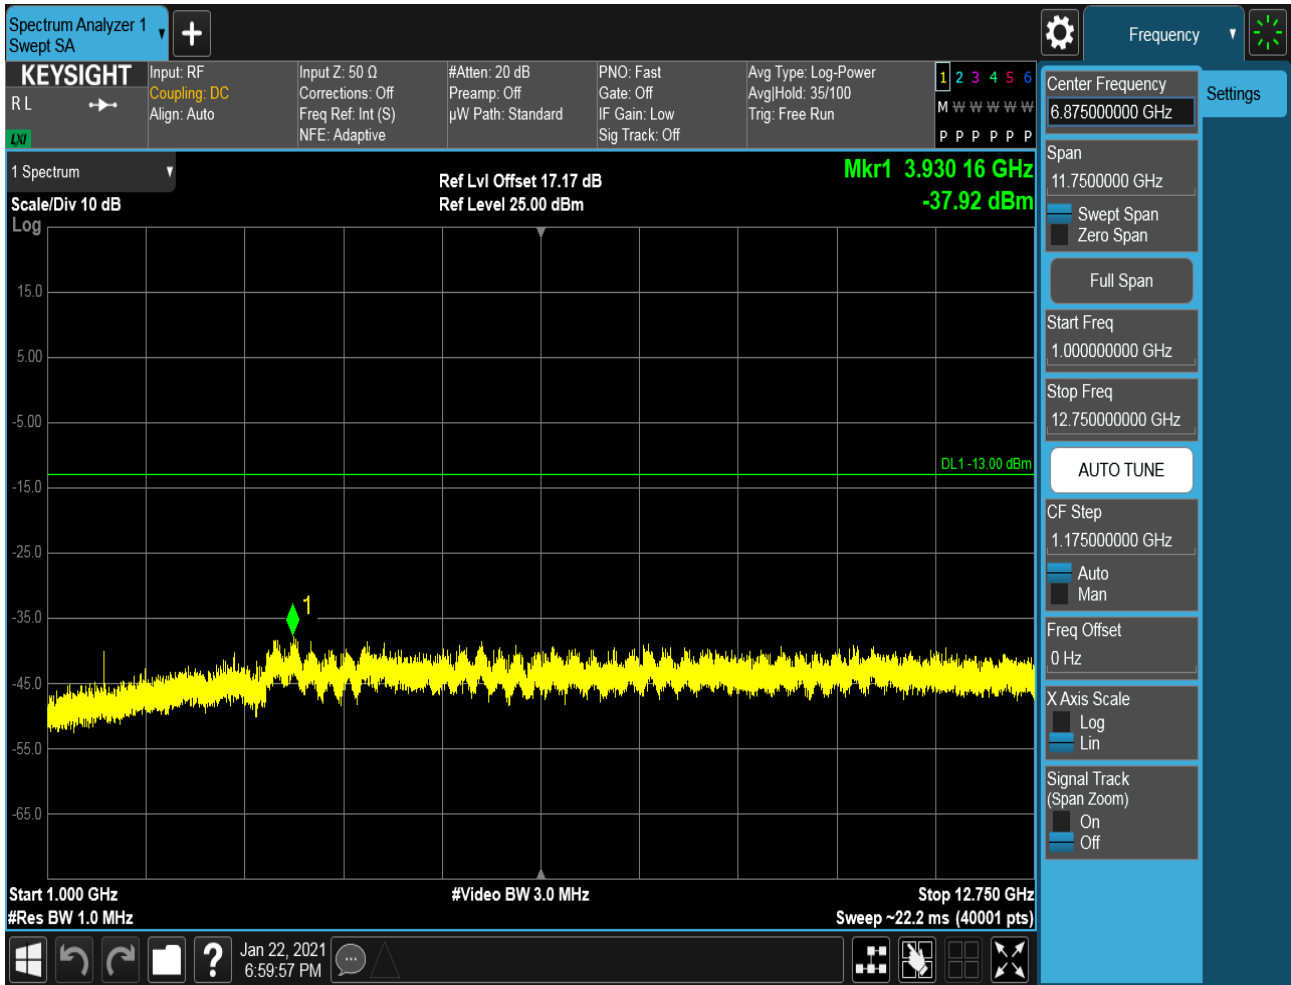 Spectrum Analyzer 1
Swept SA
Frequency
KEYSIGHT
R L
LXI
Input: RF
Coupling: DC
Align: Auto
Input Z: 50 Ω
Corrections: Off
Freq Ref: Int (S)
NFE: Adaptive
#Atten: 20 dB
Preamp: Off
µW Path: Standard
PNO: Fast
Gate: Off
IF Gain: Low
Sig Track: Off
Avg Type: Log-Power
Avg|Hold: 35/100
Trig: Free Run
1 2 3 4 5 6
M W W W W W
P P P P P P
1 Spectrum
Scale/Div 10 dB
Log
Ref Lvl Offset 17.17 dB
Ref Level 25.00 dBm
Mkr1 3.930 16 GHz
-37.92 dBm
15.0
5.00
-5.00
DL1 -13.00 dBm
-15.0
-25.0
1
-35.0
-45.0
-55.0
-65.0
Start 1.000 GHz
#Video BW 3.0 MHz
Stop 12.750 GHz
#Res BW 1.0 MHz
Sweep ~22.2 ms (40001 pts)
?
Jan 22, 2021
6:59:57 PM
Center Frequency
6.875000000 GHz
Settings
Span
11.7500000 GHz
Swept Span
Zero Span
Full Span
Start Freq
1.000000000 GHz
Stop Freq
12.750000000 GHz
AUTO TUNE
CF Step
1.175000000 GHz
Auto
Man
Freq Offset
0 Hz
X Axis Scale
Log
Lin
Signal Track
(Span Zoom)
On
Off